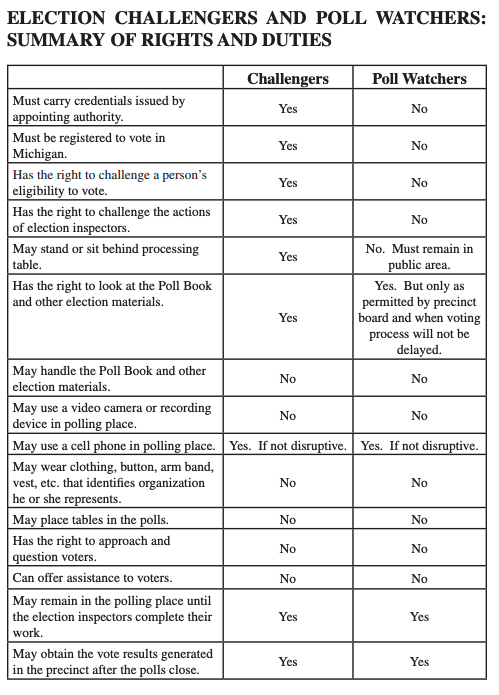 ELECTION CHALLENGERS AND POLL WATCHERS:
SUMMARY OF RIGHTS AND DUTIES
Challengers Poll Watchers
Must carry credentials issued by
appointing authority.
Yes No
Must be registered to vote in
Michigan.
Yes No
Has the right to challenge a person's
eligibility to vote.
Yes No
Has the right to challenge the actions
of election inspectors.
Yes No
May stand or sit behind processing
table.
Yes
No. Must remain in
public area.
Has the right to look at the Poll Book
and other election materials.
Yes
Yes. But only as
permitted by precinct
board and when voting
process will not be
delayed.
May handle the Poll Book and other
election materials.
No No
May use a video camera or recording
device in polling place.
No No
May use a cell phone in polling place. Yes. If not disruptive. Yes. If not disruptive.
May wear clothing, button, arm band,
vest, etc. that identifies organization
he or she represents.
No No
May place tables in the polls. No No
Has the right to approach and
question voters.
No No
Can offer assistance to voters. No No
May remain in the polling place until
the election inspectors complete their
work.
Yes Yes
May obtain the vote results generated
in the precinct after the polls close.
Yes Yes